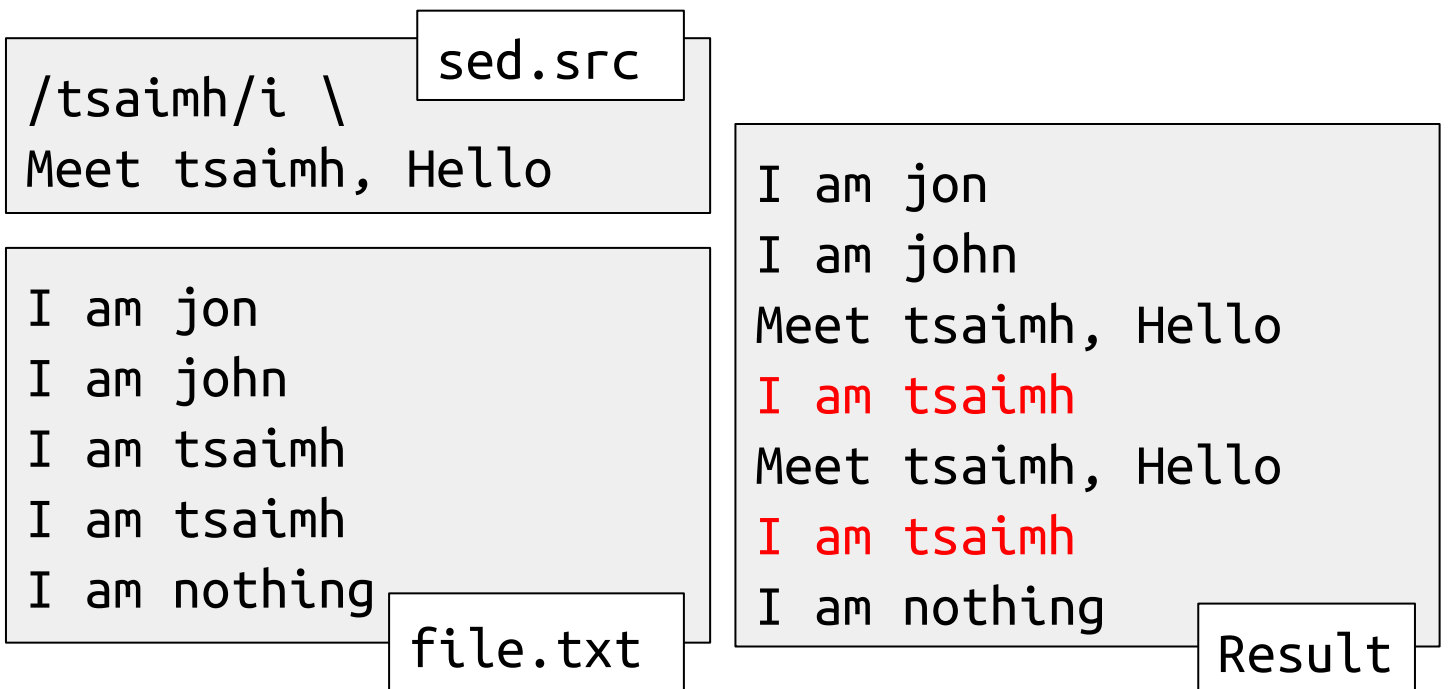 sed.src
/tsaimh/i \
Meet tsaimh, Hello
I am jon
I am john
I am tsaimh
I am tsaimh
I am nothing
file.txt
I am jon
I am john
Meet tsaimh, Hello
I am tsaimh
Meet tsaimh, Hello
I am tsaimh
I am nothing
Result